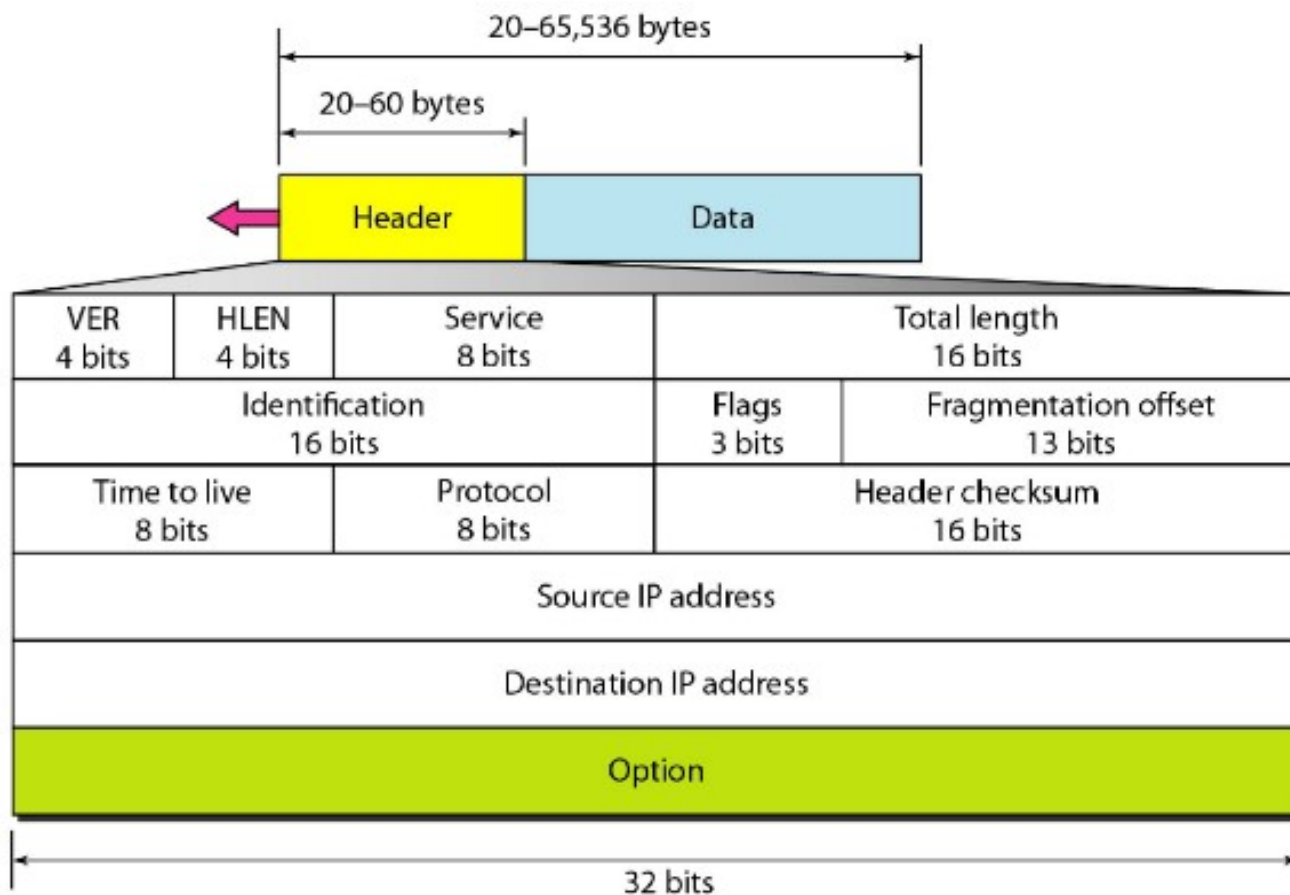 20–65,536 bytes
20–60 bytes
Header
Data
VER
4 bits
HLEN
4 bits
Service
8 bits
Total length
16 bits
Identification
16 bits
Flags
3 bits
Fragmentation offset
13 bits
Time to live
8 bits
Protocol
8 bits
Header checksum
16 bits
Source IP address
Destination IP address
Option
32 bits